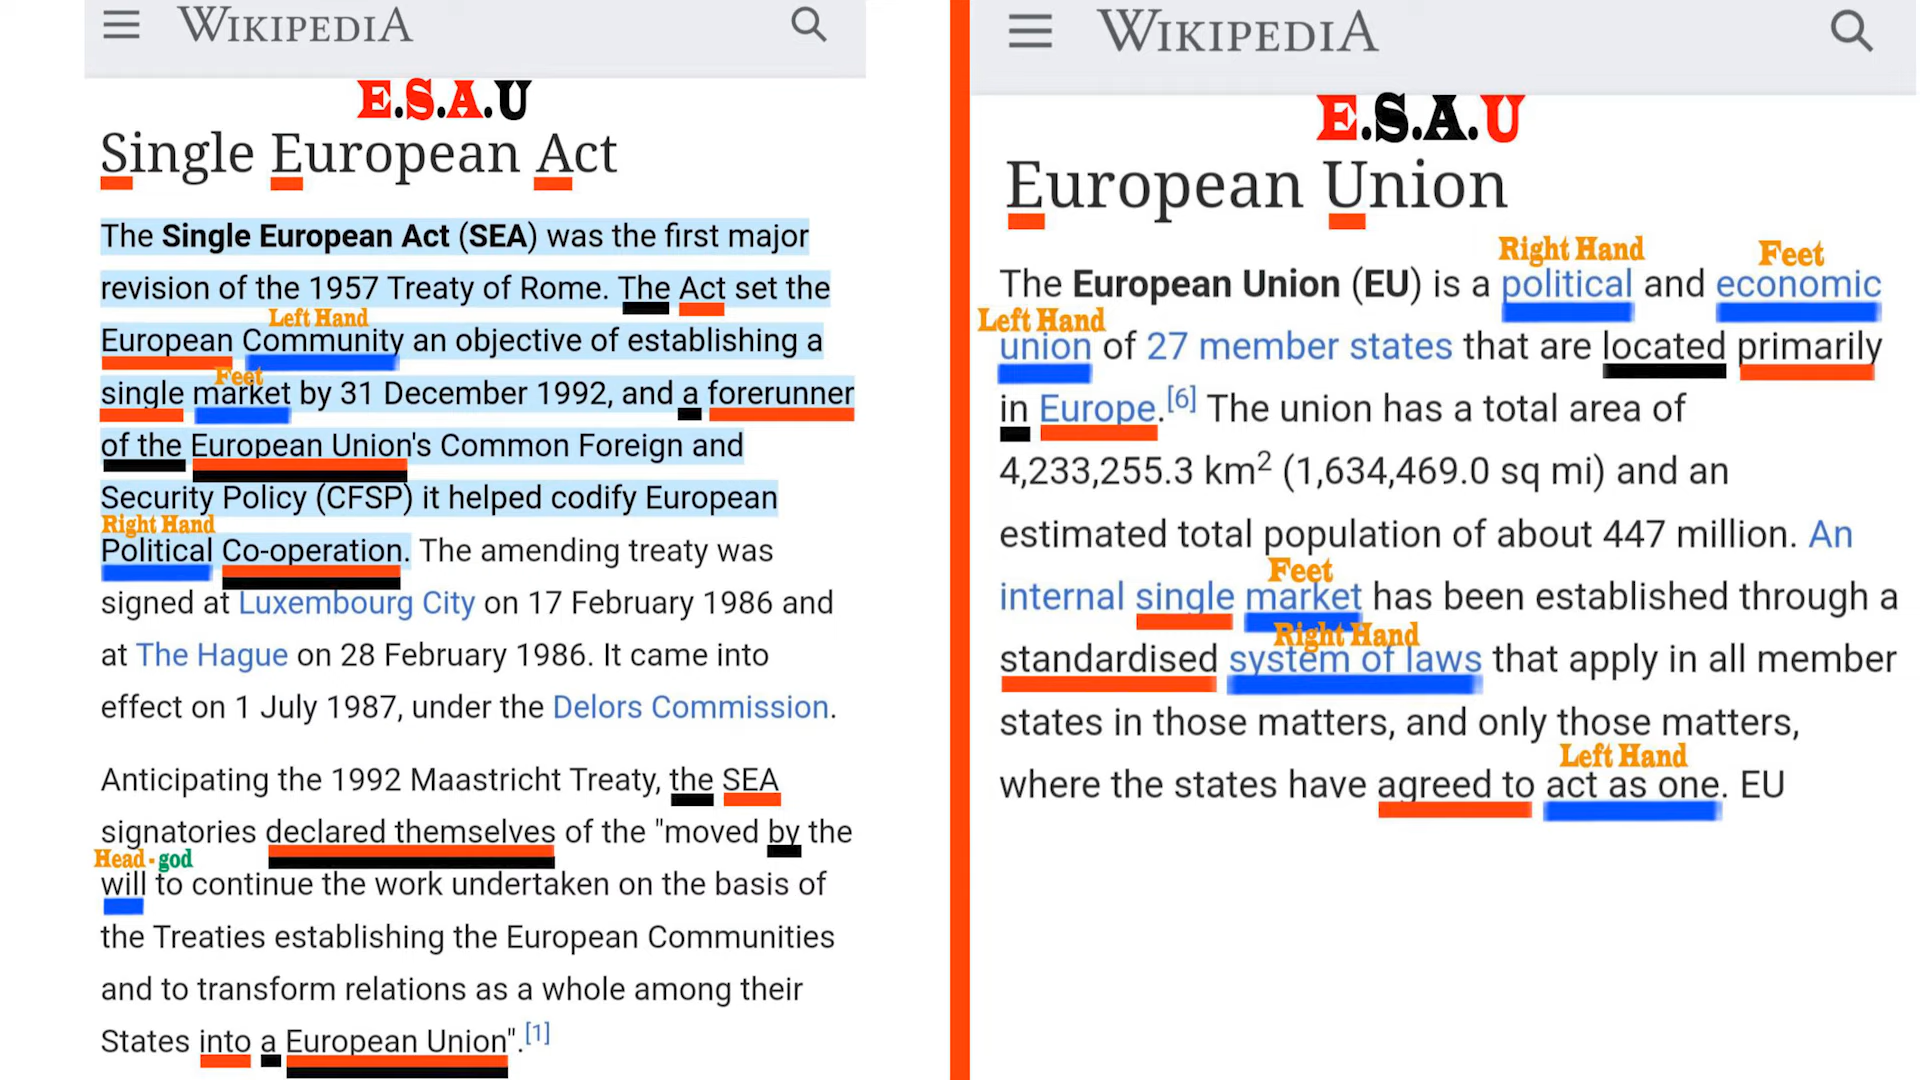 WIKIPEDIA
E.S.A.U
Single European Act
The Single European Act (SEA) was the first major
revision of the 1957 Treaty of Rome. The Act set the
Left Hand
European Community an objective of establishing a
Feet
single market by 31 December 1992, and a forerunner
of the European Union's Common Foreign and
Security Policy (CFSP) it helped codify European
Right Hand
Political Co-operation. The amending treaty was
signed at Luxembourg City on 17 February 1986 and
at The Hague on 28 February 1986. It came into
effect on 1 July 1987, under the Delors Commission.
Anticipating the 1992 Maastricht Treaty, the SEA
signatories declared themselves of the "moved by the
Head - god
will to continue the work undertaken on the basis of
the Treaties establishing the European Communities
and to transform relations as a whole among their
States into a European Union".[1]
WIKIPEDIA
E.S.A.U
European Union
Right Hand Feet
The European Union (EU) is a political and economic
Left Hand
union of 27 member states that are located primarily
in Europe.[6] The union has a total area of
4,233,255.3 km² (1,634,469.0 sq mi) and an
estimated total population of about 447 million. An
Feet
internal single market has been established through a
Right Hand
standardised system of laws that apply in all member
states in those matters, and only those matters,
Left Hand
where the states have agreed to act as one. EU